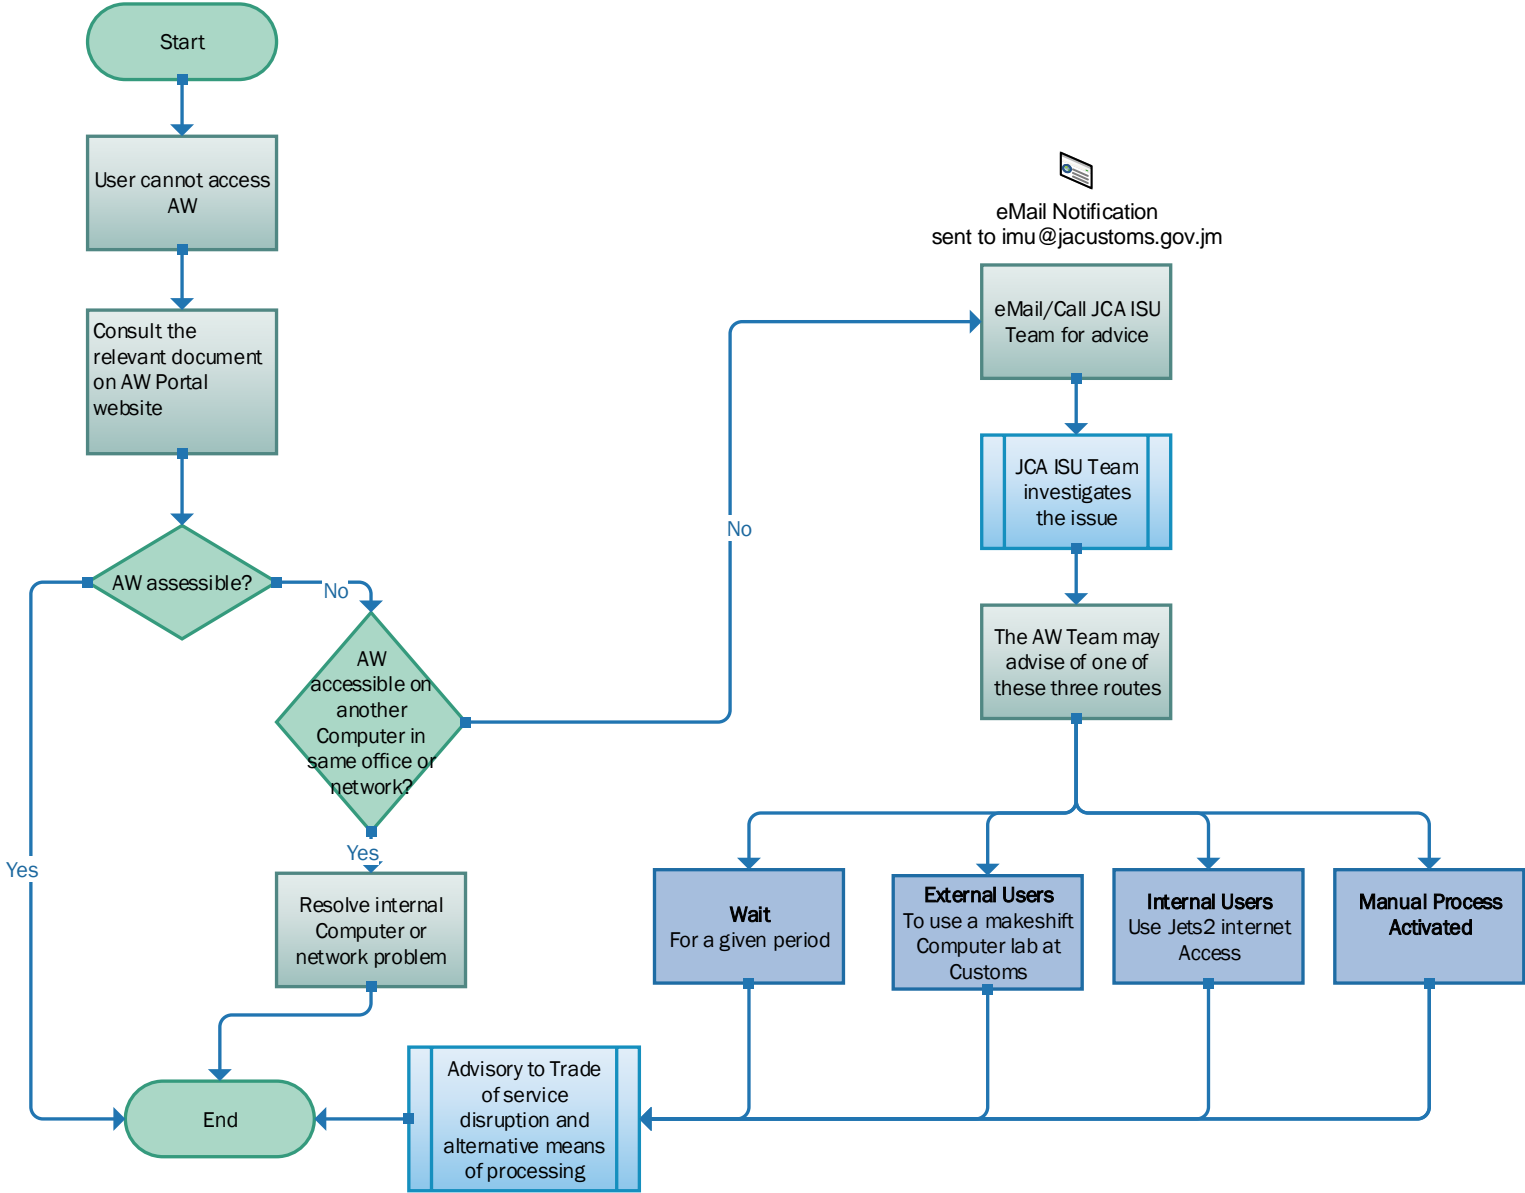 Start
User cannot access
AW
Consult the
relevant document
on AW Portal
website
AW assessible?
Yes
No
AW
accessible on
another
Computer in
same office or
network?
Yes
No
Resolve internal
Computer or
network problem
End
eMail Notification
sent to imu@jacustoms.gov.jm
eMail/Call JCA ISU
Team for advice
JCA ISU Team
investigates
the issue
The AW Team may
advise of one of
these three routes
Wait
For a given period
External Users
To use a makeshift
Computer lab at
Customs
Internal Users
Use Jets2 internet
Access
Manual Process
Activated
Advisory to Trade
of service
disruption and
alternative means
of processing